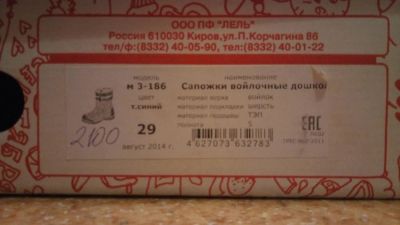 ООО ПФ "ЛЕЛЬ"
Россия 610030 Киров,ул.П.Корчагина 86
тел/ф:(8332) 40-05-90, тел:(8332) 40-01-22
модель
м 3-186
цвет
т.синий
29
август 2014 г.
2100
наименование
Сапожки войлочные дошкол
материал верха войлок
материал подкладки шерсть
материал подошвы ТЭП
полнота 5
4 627073 632783
ЕАС